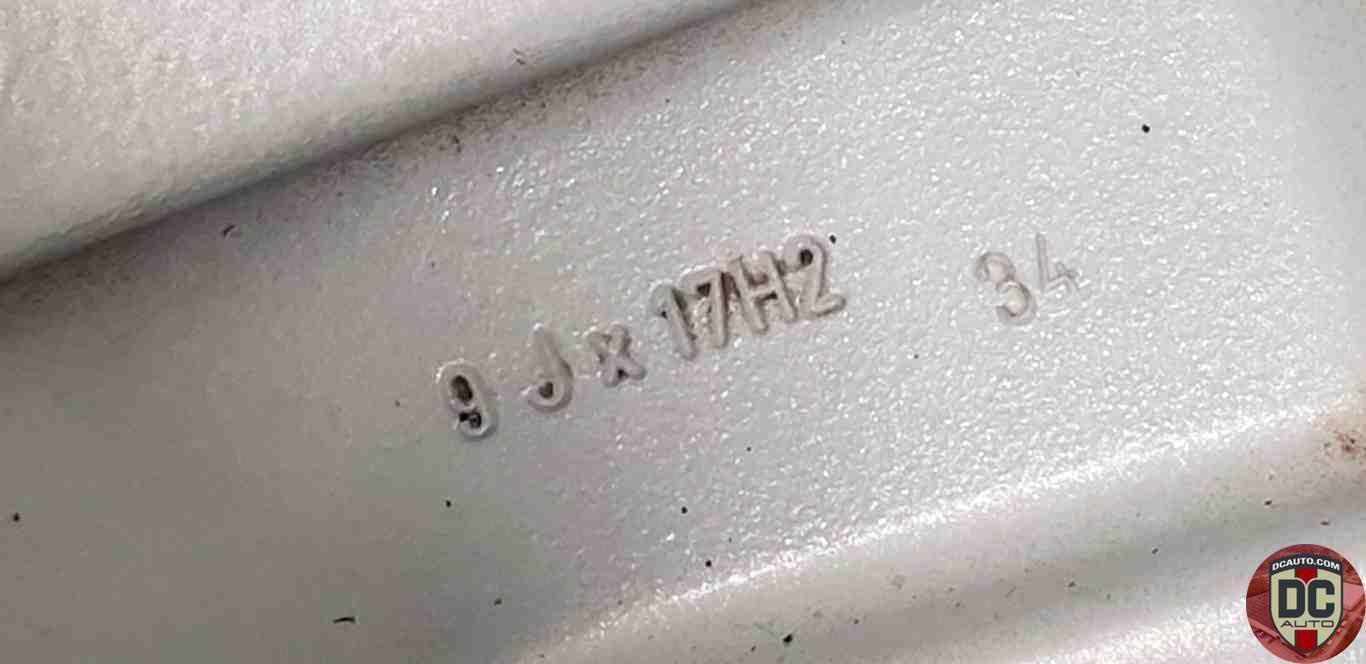 9 J x 17H2 34
DCAUTO.COM
DC
AUTO